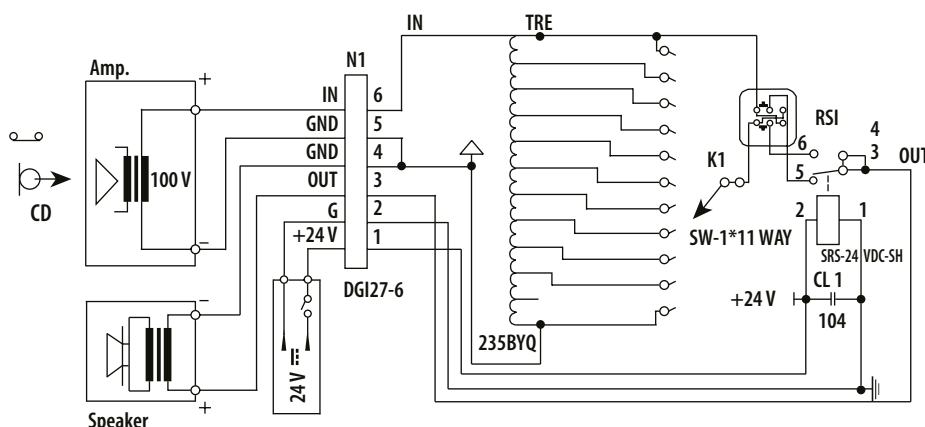 IN
TRE
N1
Amp.
+
IN
6
GND
5
GND
4
OUT
3
G
2
+24 V
1
DGI27-6
CD
100 V
–
–
+
Speaker
24 V
235BYQ
K1
SW-1*11 WAY
RSI
6
5
4
3
OUT
2
1
SRS-24 VDC-SH
CL 1
+24 V
104